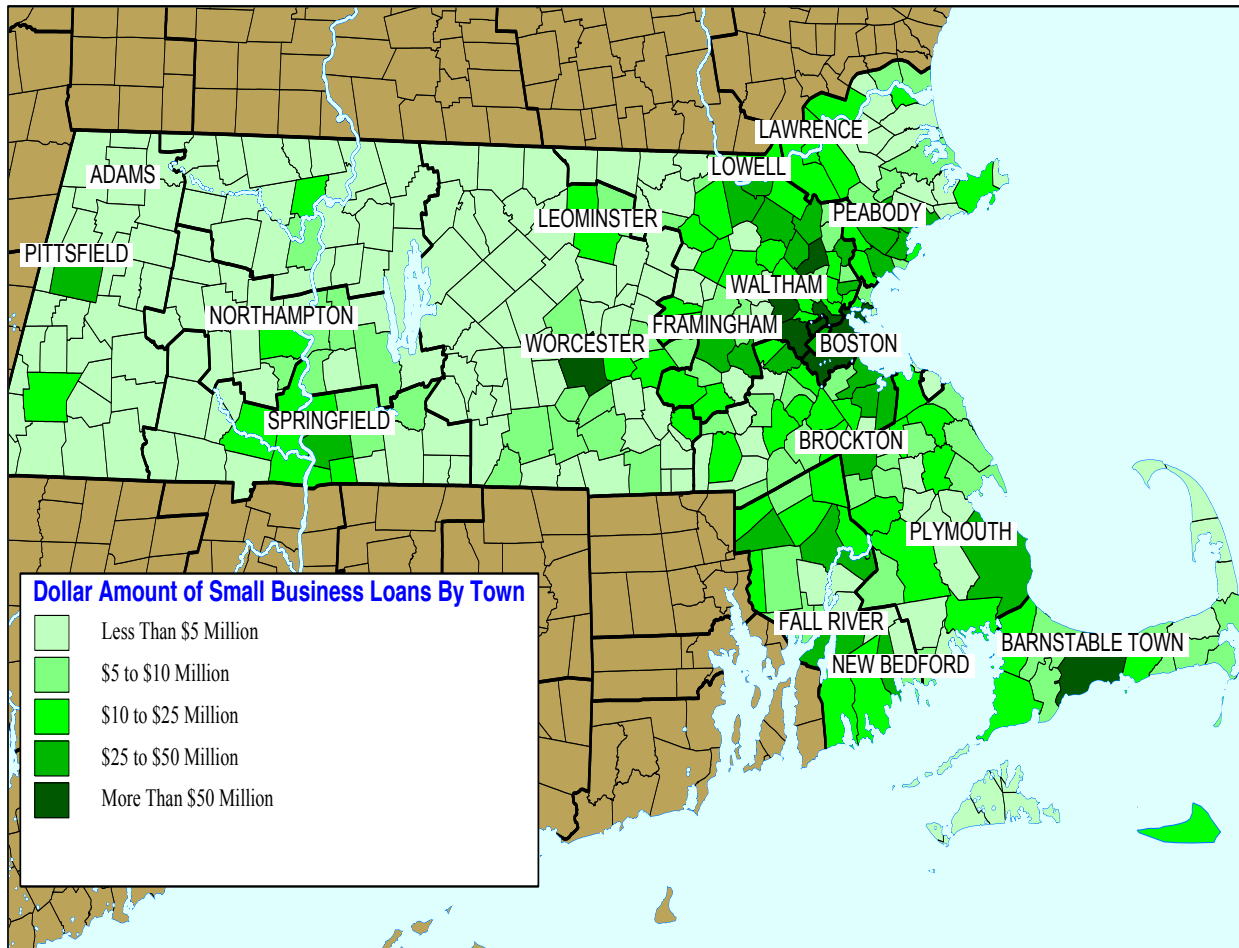 LAWRENCE
LOWELL
ADAMS
PEABODY
LEOMINSTER
PITTSFIELD
WALTHAM
NORTHAMPTON
FRAMINGHAM
WORCESTER
BOSTON
SPRINGFIELD
BROCKTON
PLYMOUTH
FALL RIVER
BARNSTABLE TOWN
NEW BEDFORD
Dollar Amount of Small Business Loans By Town
Less Than $5 Million
$5 to $10 Million
$10 to $25 Million
$25 to $50 Million
More Than $50 Million